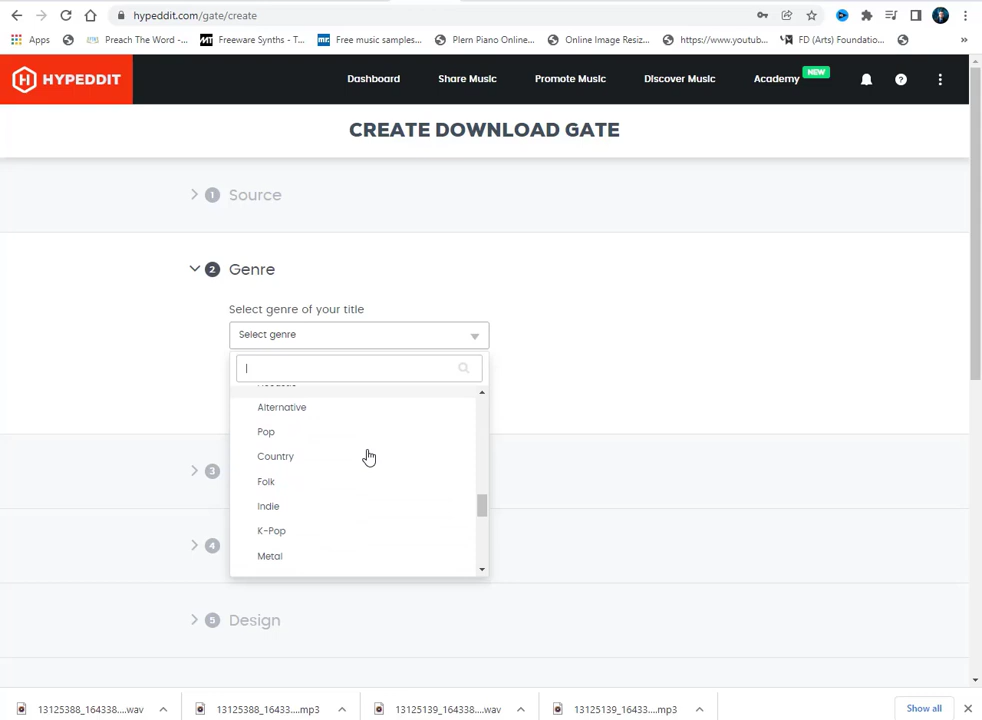 hypeddit.com/gate/create
Apps
Preach The Word -...
Freeware Synths - T...
Free music samples...
Plern Piano Online...
Online Image Resiz...
https://www.youtub...
FD (Arts) Foundatio...
»
HYPEDDIT
Dashboard
Share Music
Promote Music
Discover Music
Academy NEW
CREATE DOWNLOAD GATE
1 Source
2 Genre
Select genre of your title
Select genre
Alternative
Pop
Country
Folk
Indie
K-Pop
Metal
3
4
5 Design
13125388_164338....wav
13125388_16433....mp3
13125139_164338....wav
13125139_16433....mp3
Show all